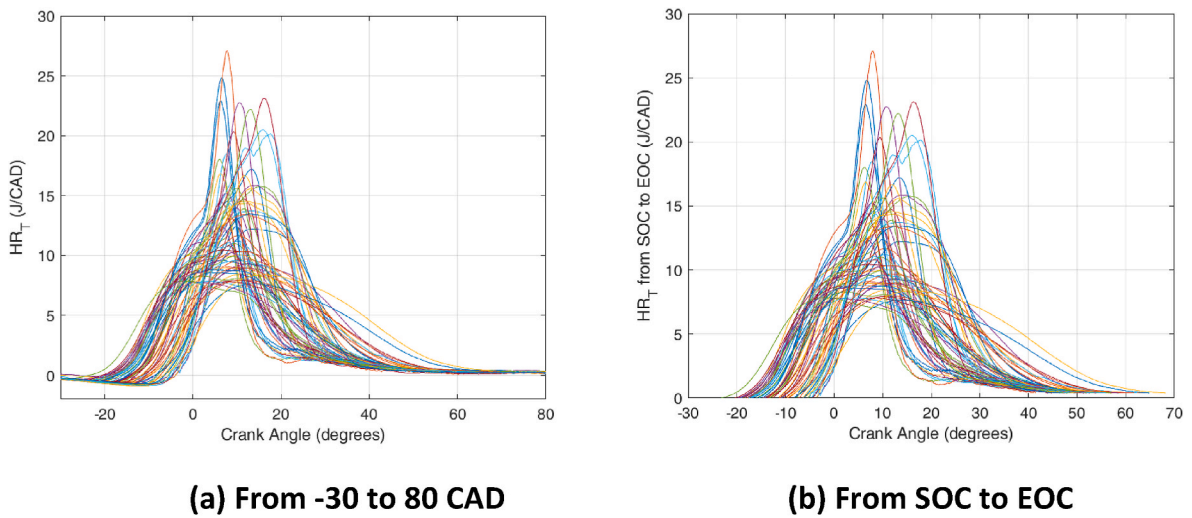 30
25
20
15
10
5
0
HR_T (J/CAD)
-20 0 20 40 60 80
Crank Angle (degrees)
(a) From -30 to 80 CAD
30
25
20
15
10
5
0
HR_T from SOC to EOC (J/CAD)
-30 -20 -10 0 10 20 30 40 50 60 70
Crank Angle (degrees)
(b) From SOC to EOC